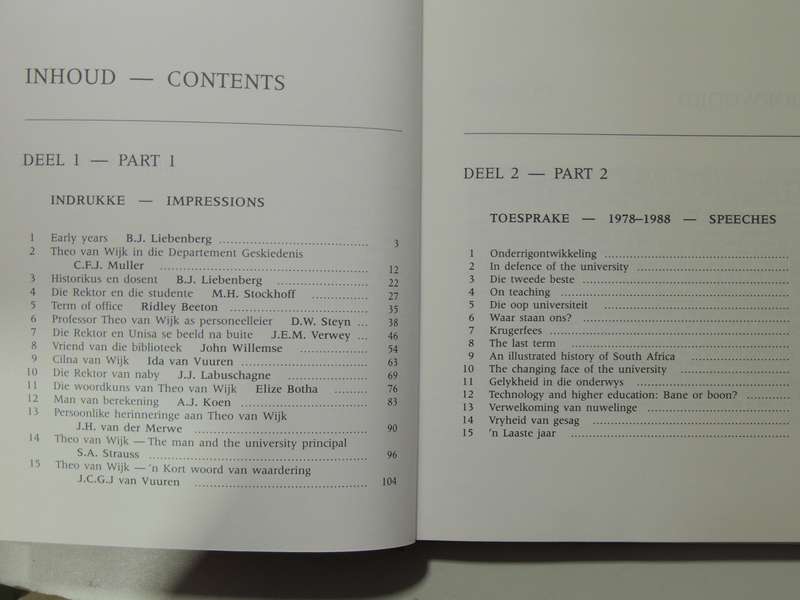 INHOUD — CONTENTS
DEEL 1 — PART 1
INDRUKKE — IMPRESSIONS
1 Early years B.J. Liebenberg ........ 3
2 Theo van Wijk in die Departement Geskiedenis
C.F.J. Muller ........ 12
3 Historikus en dosent B.J. Liebenberg ........ 22
4 Die Rektor en die studente M.H. Stockhoff ........ 27
5 Term of office Ridley Beeton ........ 35
6 Professor Theo van Wijk as personeelleier D.W. Steyn ... 38
7 Die Rektor en Unisa se beeld na buite J.E.M. Verwey ... 46
8 Vriend van die biblioteek John Willemse ........ 54
9 Cilna van Wijk Ida van Vuuren ........ 63
10 Die Rektor van naby J.J. Labuschagne ........ 69
11 Die woordkuns van Theo van Wijk Elize Botha ........ 76
12 Man van berekening A.J. Koen ........ 83
13 Persoonlike herinneringe aan Theo van Wijk
J.H. van der Merwe ........ 90
14 Theo van Wijk — The man and the university principal
S.A. Strauss ........ 96
15 Theo van Wijk — 'n Kort woord van waardering
J.C.G.J van Vuuren ........ 104
DEEL 2 — PART 2
TOESPRAKE — 1978–1988 — SPEECHES
1 Onderrigontwikkeling ........
2 In defence of the university ........
3 Die tweede beste ........
4 On teaching ........
5 Die oop universiteit ........
6 Waar staan ons? ........
7 Krugerfees ........
8 The last term ........
9 An illustrated history of South Africa ........
10 The changing face of the university ........
11 Gelykheid in die onderwys ........
12 Technology and higher education: Bane or boon? ........
13 Verwelkoming van nuwelinge ........
14 Vryheid van gesag ........
15 'n Laaste jaar ........